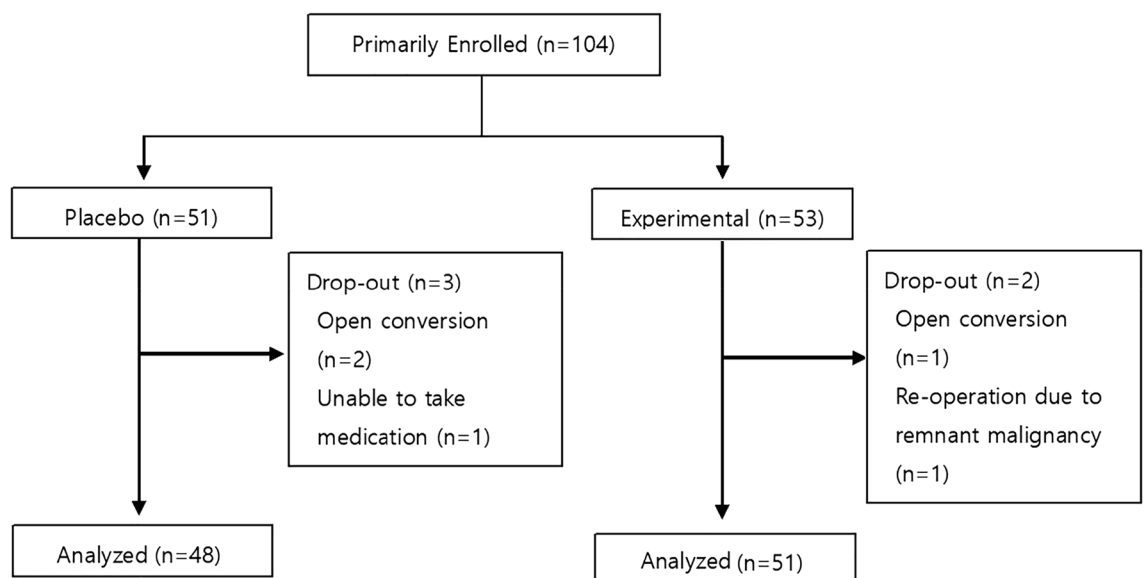 Primarily Enrolled (n=104)
Placebo (n=51)
Experimental (n=53)
Drop-out (n=3)
Open conversion
(n=2)
Unable to take
medication (n=1)
Drop-out (n=2)
Open conversion
(n=1)
Re-operation due to
remnant malignancy
(n=1)
Analyzed (n=48)
Analyzed (n=51)